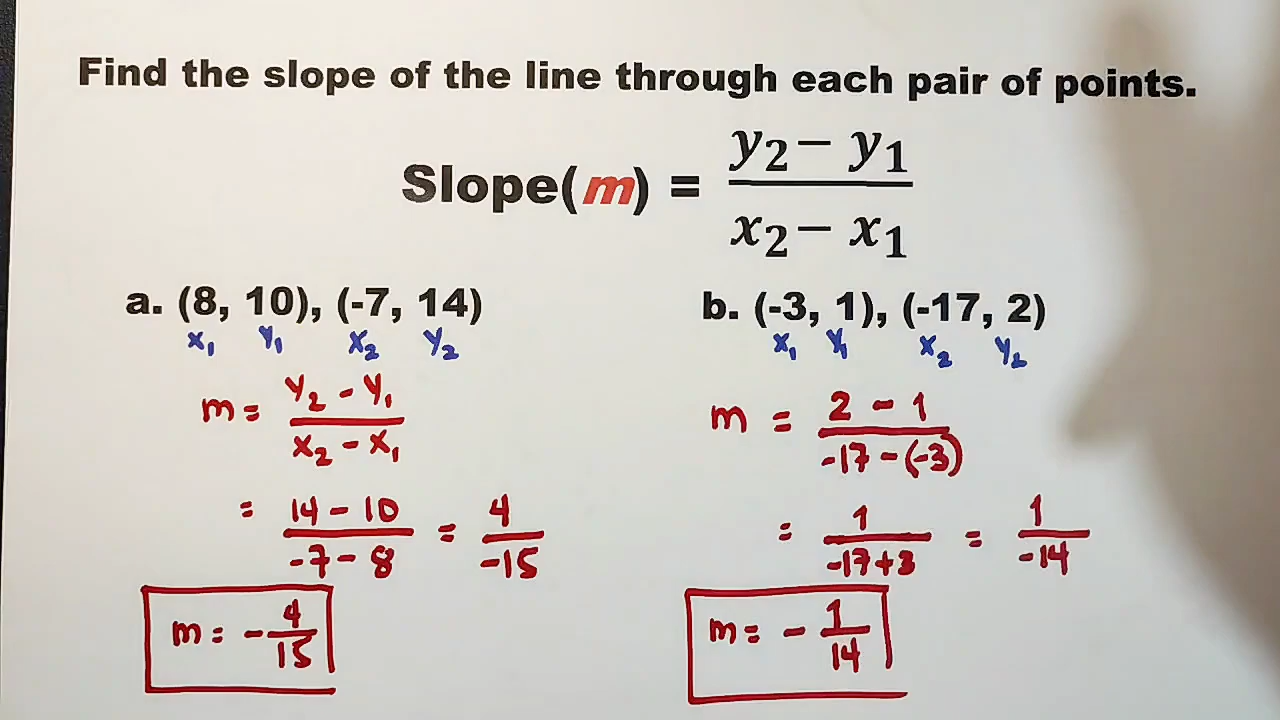 Find the slope of the line through each pair of points.
Slope(m) = y2 − y1 / x2 − x1
a. (8, 10), (-7, 14)
x1 y1 x2 y2
m = y2 - y1 / x2 - x1
= 14 - 10 / -7 - 8 = 4 / -15
m = - 4/15
b. (-3, 1), (-17, 2)
x1 y1 x2 y2
m = 2 - 1 / -17 - (-3)
= 1 / -17+3 = 1 / -14
m = - 1/14